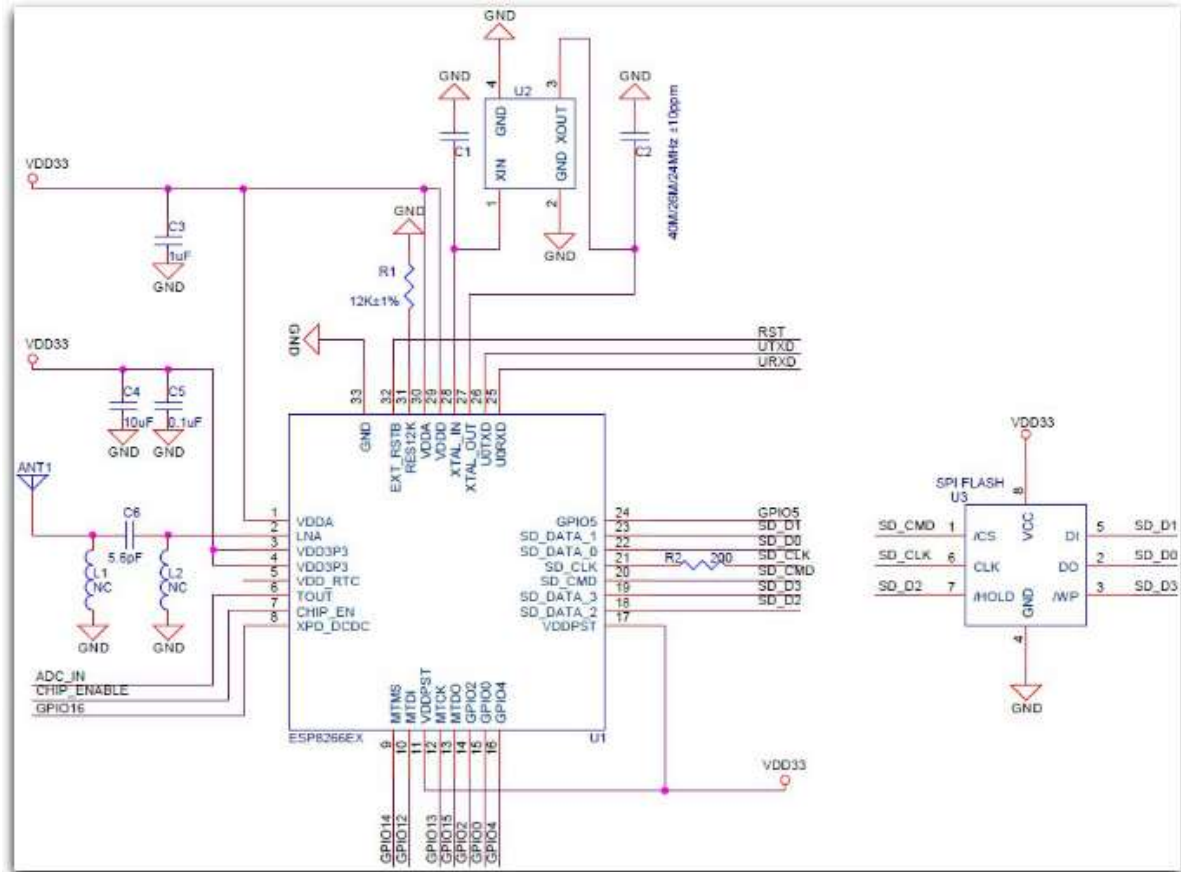 GND
GND
GND
U2
4
3
GND
XOUT
XIN
GND
1
2
C1
C2
40M/26M/24MHz ±10ppm
GND
VDD33
C3
1uF
GND
GND
R1
12K±1%
GND
VDD33
C4
10uF
C5
0.1uF
GND
GND
RST
UTXD
URXD
33
32
31
30
29
28
27
26
25
GND
EXT_RSTB
RES12K
VDDA
VDDD
XTAL_IN
XTAL_OUT
U0TXD
U0RXD
ANT1
C6
5.6pF
L1
NC
L2
NC
GND
GND
1 VDDA
2 LNA
3 VDD3P3
4 VDD3P3
5 VDD_RTC
6 TOUT
7 CHIP_EN
8 XPD_DCDC
ADC_IN
CHIP_ENABLE
GPIO16
GPIO5 24 GPIO5
SD_DATA_1 23 SD_D1
SD_DATA_0 22 SD_D0
SD_CLK 21 R2 200 SD_CLK
SD_CMD 20 SD_CMD
SD_DATA_3 19 SD_D3
SD_DATA_2 18 SD_D2
VDDPST 17
MTMS
MTDI
VDDPST
MTCK
MTDO
GPIO2
GPIO0
GPIO4
ESP8266EX
U1
9
10
11
12
13
14
15
16
GPIO14
GPIO12
GPIO13
GPIO15
GPIO2
GPIO0
GPIO4
VDD33
VDD33
SPI FLASH
U3
8
VCC
SD_CMD 1 /CS
DI 5 SD_D1
SD_CLK 6 CLK
DO 2 SD_D0
SD_D2 7 /HOLD
/WP 3 SD_D3
GND
4
GND